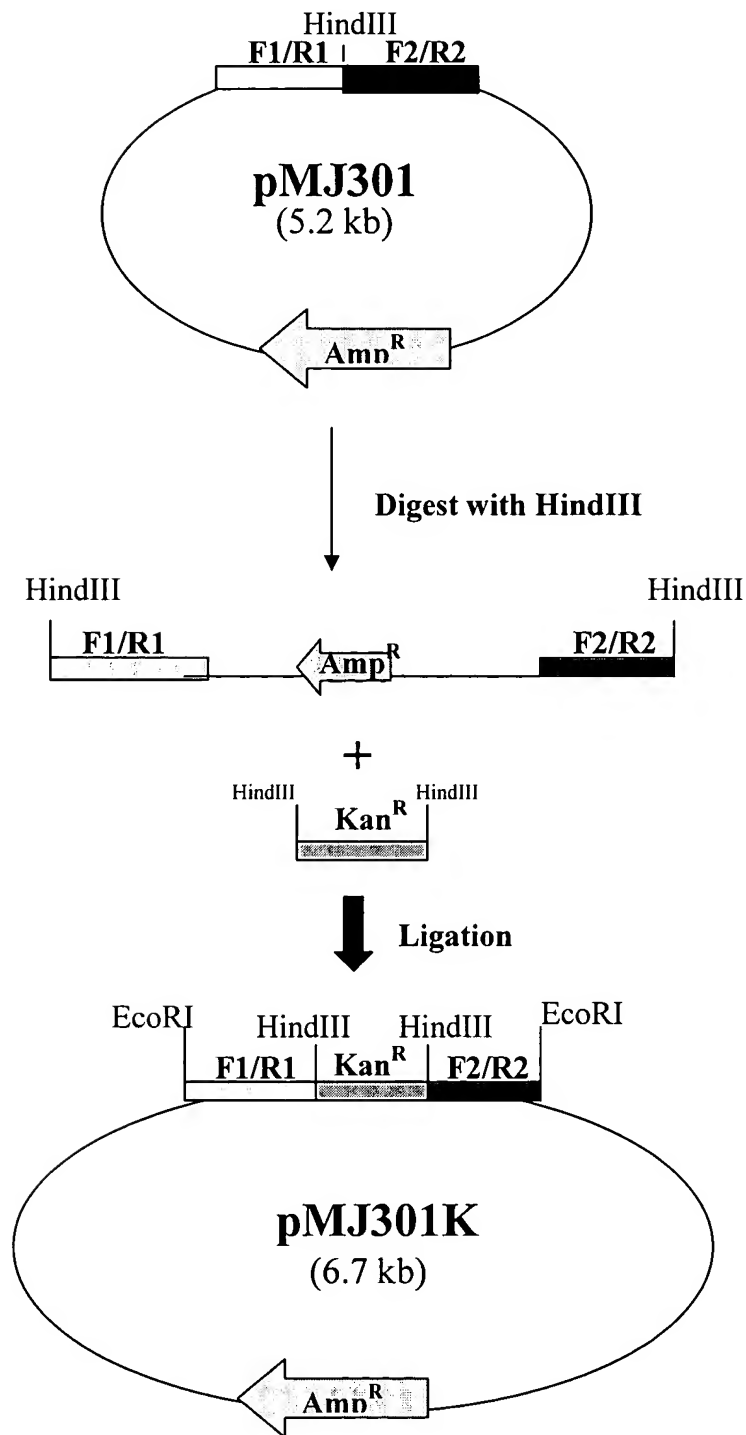 HindIII
F1/R1 F2/R2
pMJ301
(5.2 kb)
Amp^R
Digest with HindIII
HindIII HindIII
F1/R1 Amp^R F2/R2
+
HindIII HindIII
Kan^R
Ligation
EcoRI HindIII HindIII EcoRI
F1/R1 Kan^R F2/R2
pMJ301K
(6.7 kb)
Amp^R